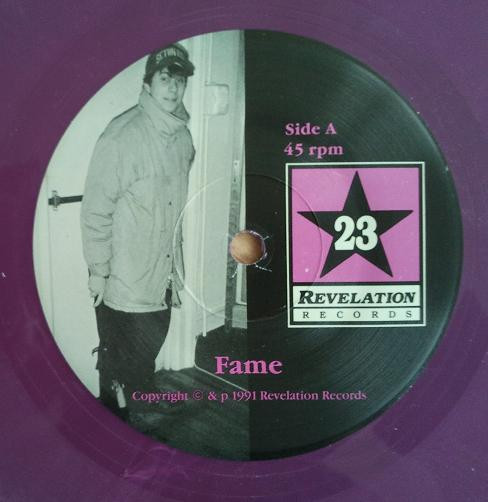 Side A
45 rpm
23
REVELATION
RECORDS
Fame
Copyright © & p 1991 Revelation Records